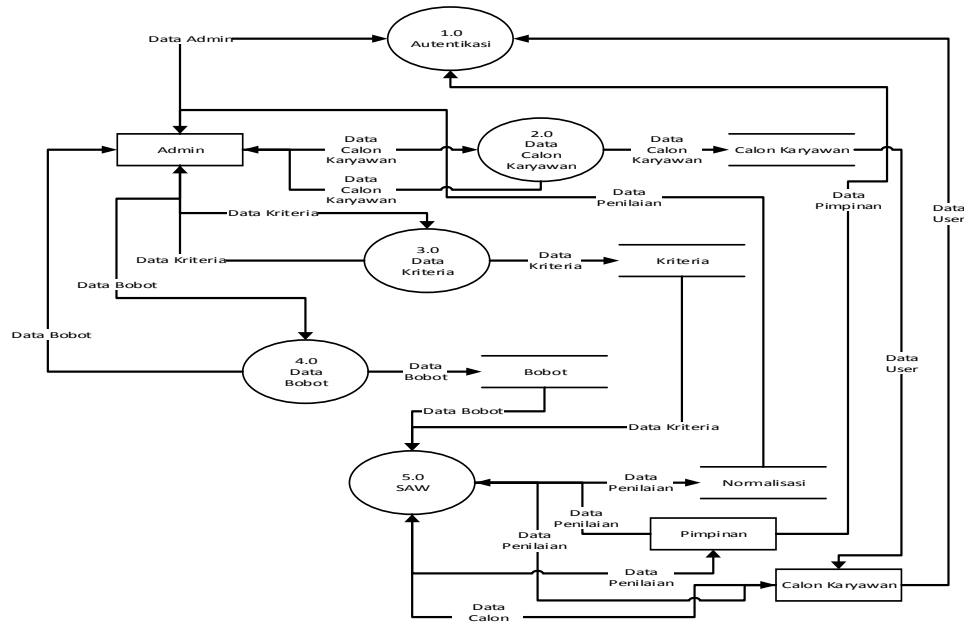 1.0
Autentikasi
Data Admin
Admin
Data
Calon
Karyawan
2.0
Data
Calon
Karyawan
Data
Calon
Karyawan
Calon Karyawan
Data
Calon
Karyawan
Data
Penilaian
Data
Pimpinan
Data
User
Data Kriteria
3.0
Data
Kriteria
Data
Kriteria
Kriteria
Data Kriteria
Data Bobot
Data Bobot
4.0
Data
Bobot
Data
Bobot
Bobot
Data
User
Data Bobot
Data Kriteria
5.0
SAW
Data
Penilaian
Normalisasi
Data
Penilaian
Data
Penilaian
Pimpinan
Data
Penilaian
Calon Karyawan
Data
Calon